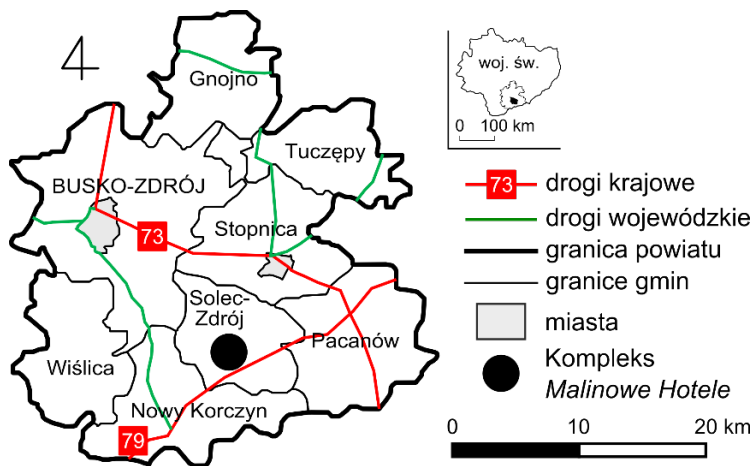 4
Gnojno
Tuczępy
BUSKO-ZDRÓJ
73
Stopnica
Solec-
Zdrój
Pacanów
Wiślica
Nowy Korczyn
79
woj. św.
0 100 km
73 drogi krajowe
drogi wojewódzkie
granica powiatu
granice gmin
miasta
Kompleks
Malinowe Hotele
0 10 20 km